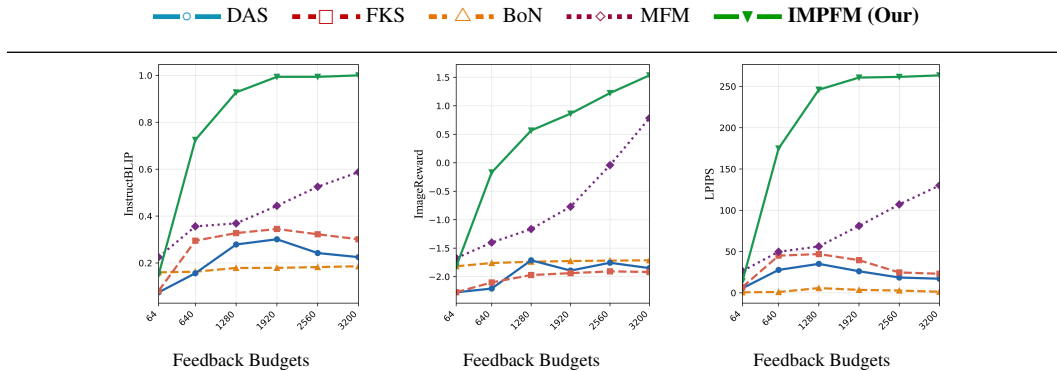 DAS FKS BoN MFM IMPFM (Our)
1.0
0.8
0.6
0.4
0.2
InstructBLIP
64 640 1280 1920 2560 3200
Feedback Budgets
1.5
1.0
0.5
0.0
−0.5
−1.0
−1.5
−2.0
ImageReward
64 640 1280 1920 2560 3200
Feedback Budgets
250
200
150
100
50
0
LPIPS
64 640 1280 1920 2560 3200
Feedback Budgets